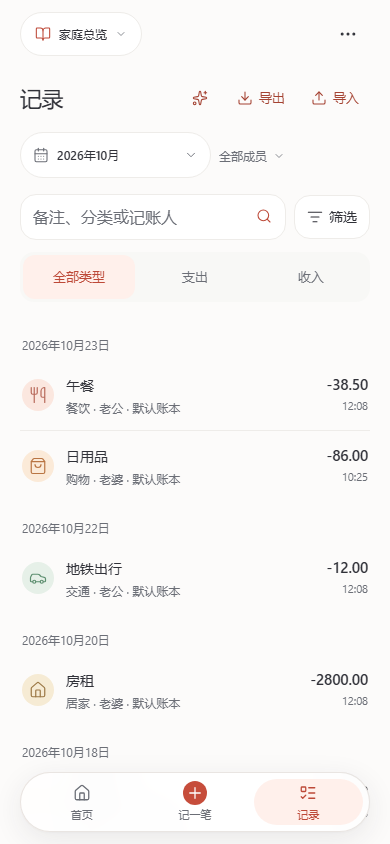 家庭总览
记录
导出
导入
2026年10月
全部成员
备注、分类或记账人
筛选
全部类型
支出
收入
2026年10月23日
午餐
-38.50
餐饮 · 老公 · 默认账本
12:08
日用品
-86.00
购物 · 老婆 · 默认账本
10:25
2026年10月22日
地铁出行
-12.00
交通 · 老公 · 默认账本
12:08
2026年10月20日
房租
-2800.00
居家 · 老婆 · 默认账本
12:08
2026年10月18日
首页
记一笔
记录